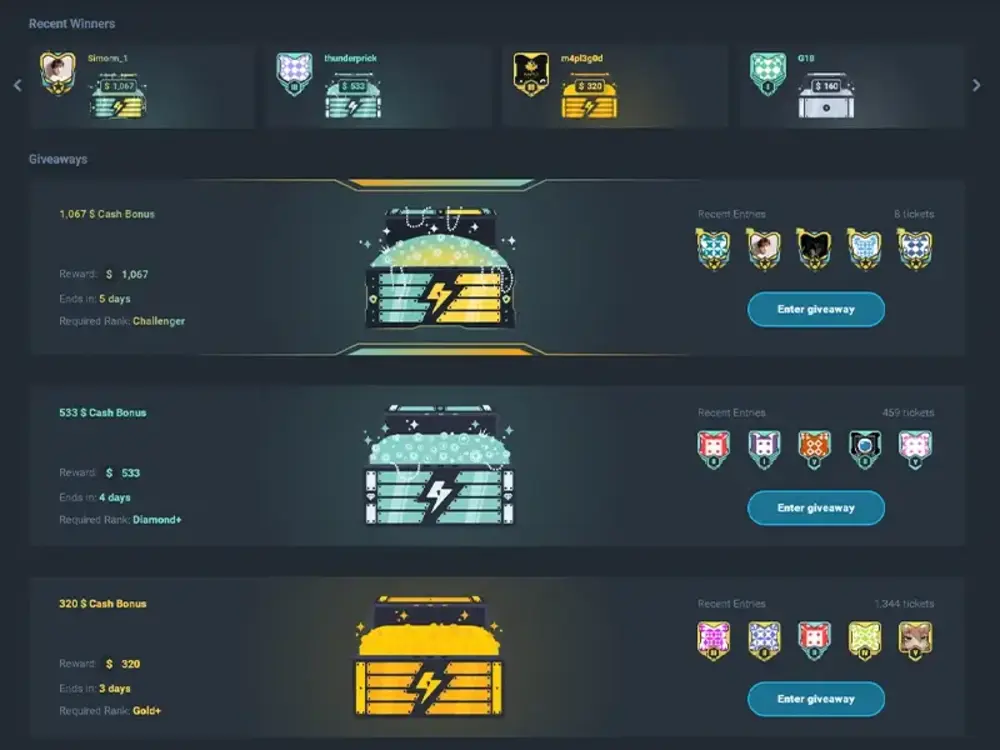 Recent Winners
Simonn_1
$ 1,067
thunderprick
$ 533
m4pl3g0d
$ 320
G18
$ 160
Giveaways
1,067 $ Cash Bonus
Reward: $ 1,067
Ends in: 5 days
Required Rank: Challenger
Recent Entries
8 tickets
Enter giveaway
533 $ Cash Bonus
Reward: $ 533
Ends in: 4 days
Required Rank: Diamond+
Recent Entries
459 tickets
Enter giveaway
320 $ Cash Bonus
Reward: $ 320
Ends in: 3 days
Required Rank: Gold+
Recent Entries
1,344 tickets
Enter giveaway